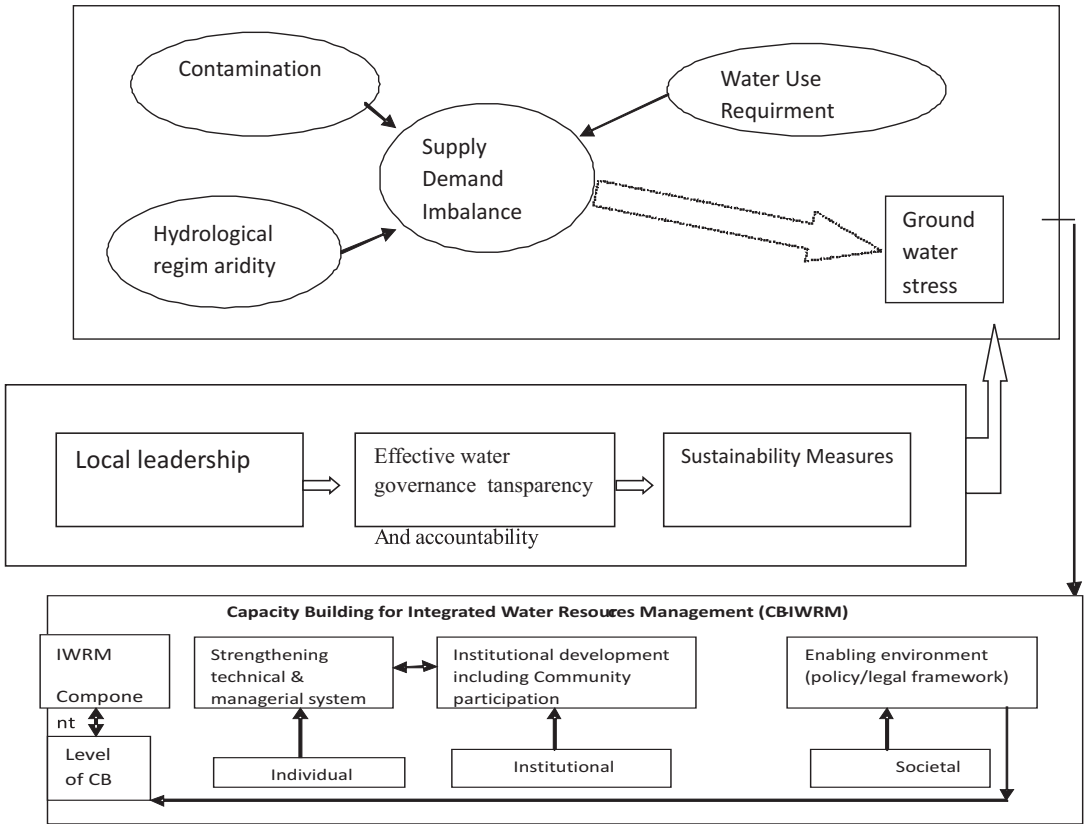 Contamination
Water Use
Requirment
Supply
Demand
Imbalance
Hydrological
regim aridity
Ground
water
stress
Local leadership
Effective water
governance tansparency
And accountability
Sustainability Measures
Capacity Building for Integrated Water Resources Management (CB-IWRM)
IWRM
Compone
nt
Strengthening
technical &
managerial system
Institutional development
including Community
participation
Enabling environment
(policy/legal framework)
Level
of CB
Individual
Institutional
Societal